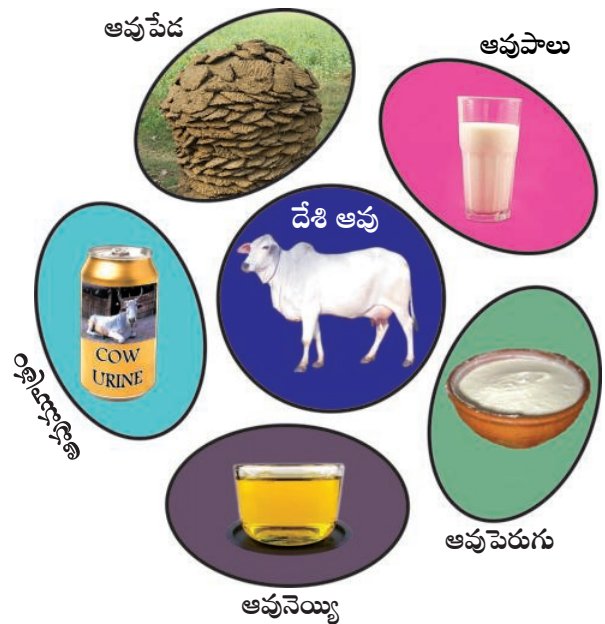 ఆవుపేడ
ఆవుపాలు
దేశి ఆవు
COW
URINE
ఆవుమూత్రం
ఆవుపెరుగు
ఆవునెయ్యి